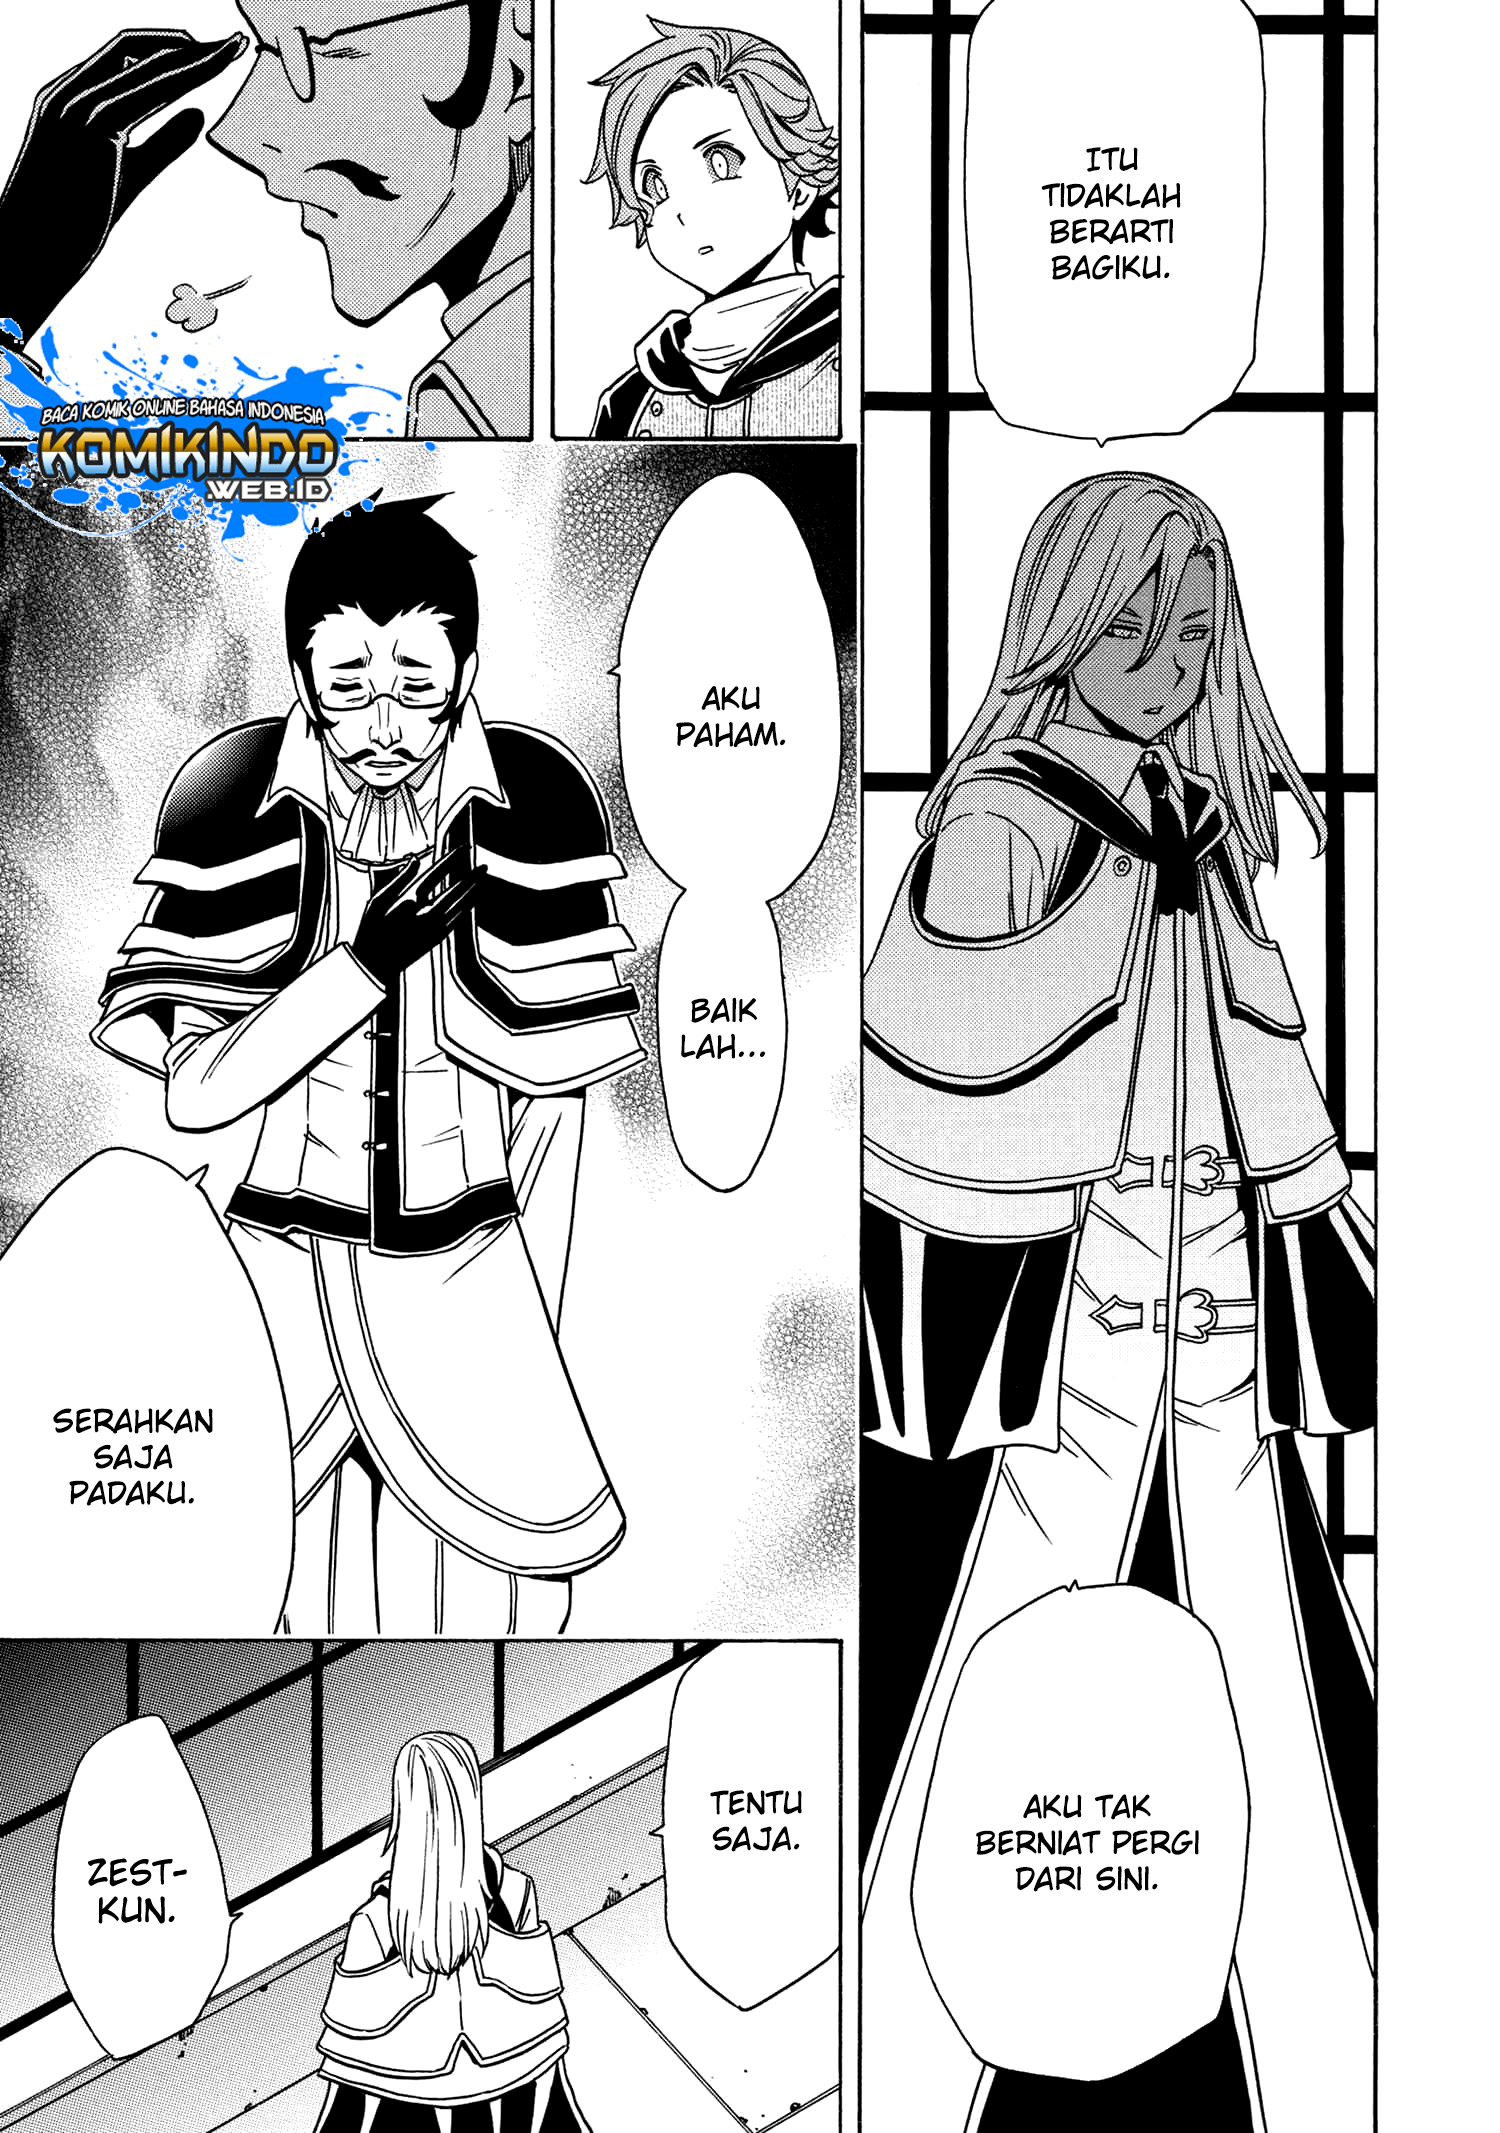 ITU
TIDAKLAH
BERARTI
BAGIKU.
AKU TAK
BERNIAT PERGI
DARI SINI.
BACA KOMIK ONLINE BAHASA INDONESIA
KOMIKINDO
.WEB.ID
AKU
PAHAM.
BAIK
LAH...
SERAHKAN
SAJA
PADAKU.
TENTU
SAJA.
ZEST-
KUN.